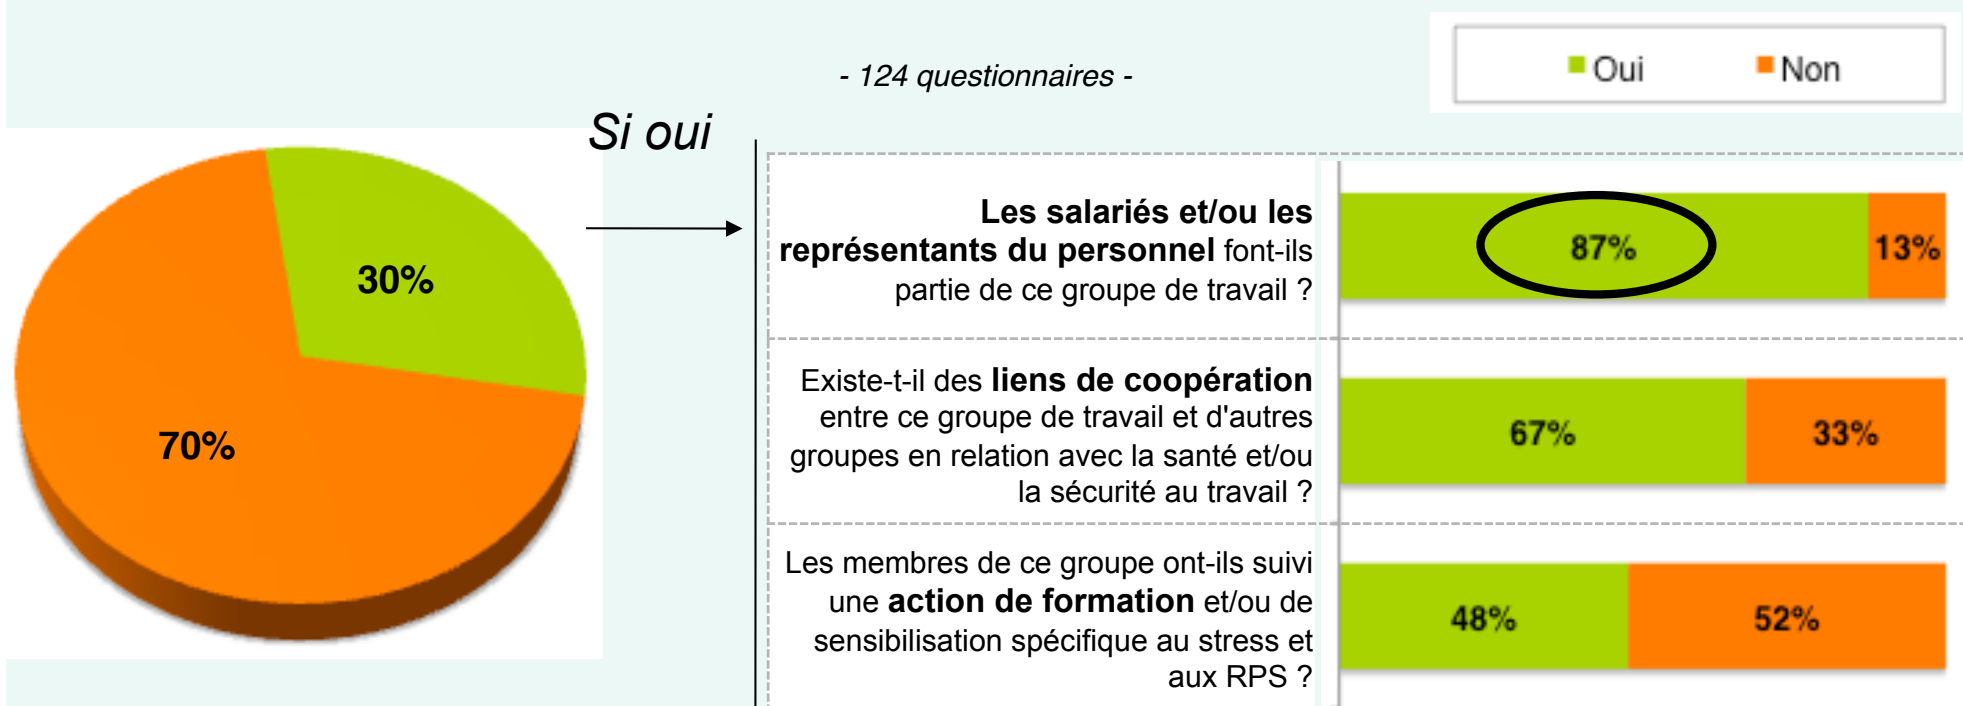 - 124 questionnaires -
Oui Non
Si oui
30%
70%
Les salariés et/ou les
représentants du personnel font-ils
partie de ce groupe de travail ?
87% 13%
Existe-t-il des liens de coopération
entre ce groupe de travail et d'autres
groupes en relation avec la santé et/ou
la sécurité au travail ?
67% 33%
Les membres de ce groupe ont-ils suivi
une action de formation et/ou de
sensibilisation spécifique au stress et
aux RPS ?
48% 52%